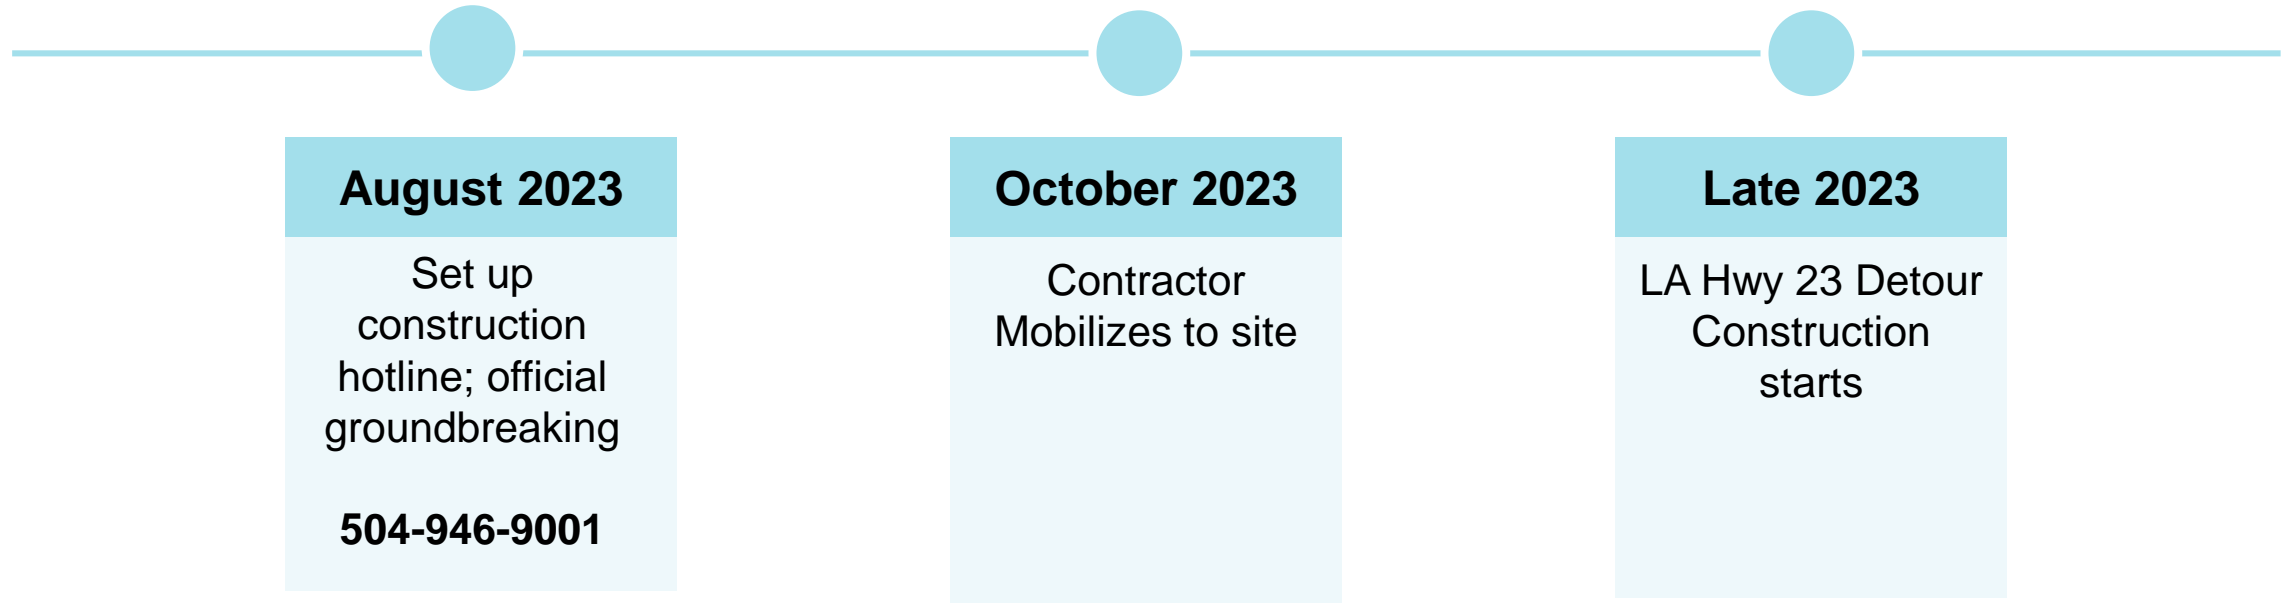 August 2023
Set up
construction
hotline; official
groundbreaking
504-946-9001
October 2023
Contractor
Mobilizes to site
Late 2023
LA Hwy 23 Detour
Construction
starts